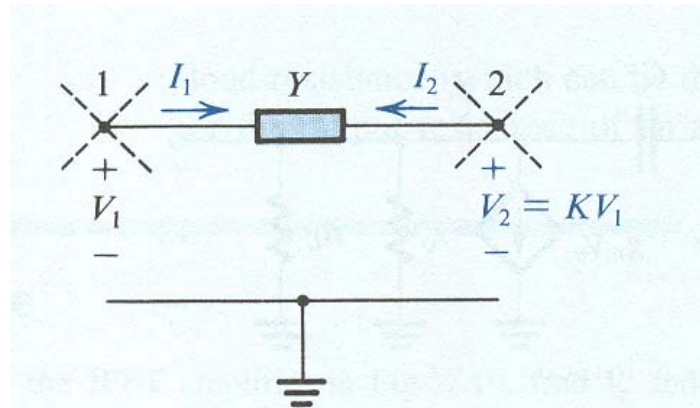 1 I₁ Y I₂ 2
+ +
V₁ V₂ = KV₁
− −